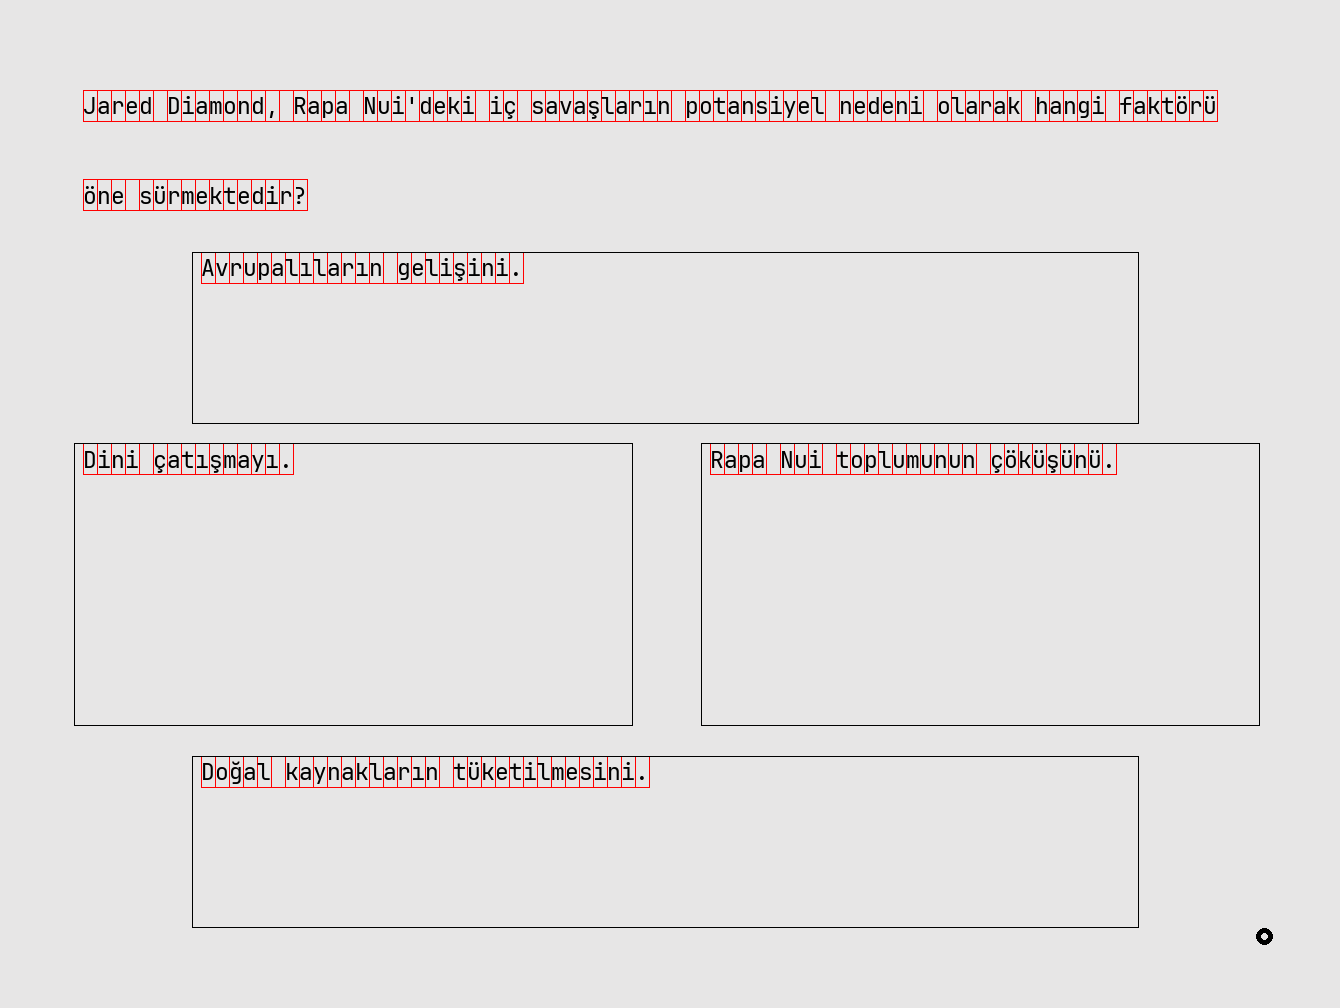 Jared Diamond, Rapa Nui'deki iç savaşların potansiyel nedeni olarak hangi faktörü
öne sürmektedir?
Avrupalıların gelişini.
Dini çatışmayı.
Rapa Nui toplumunun çöküşünü.
Doğal kaynakların tüketilmesini.